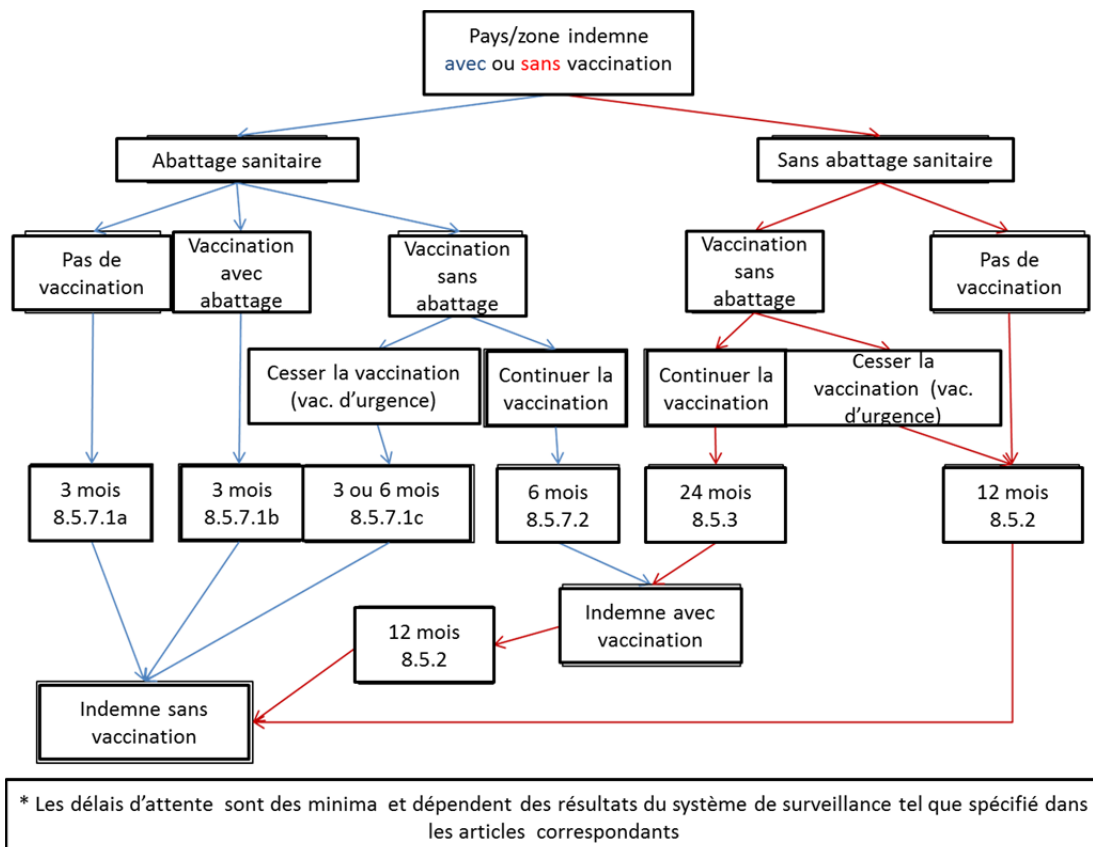 Pays/zone indemne
avec ou sans vaccination
Abattage sanitaire
Sans abattage sanitaire
Pas de
vaccination
Vaccination
avec
abattage
Vaccination
sans
abattage
Vaccination
sans
abattage
Pas de
vaccination
Cesser la vaccination
(vac. d'urgence)
Continuer la
vaccination
Continuer la
vaccination
Cesser la
vaccination (vac.
d'urgence)
3 mois
8.5.7.1a
3 mois
8.5.7.1b
3 ou 6 mois
8.5.7.1c
6 mois
8.5.7.2
24 mois
8.5.3
12 mois
8.5.2
Indemne avec
vaccination
12 mois
8.5.2
Indemne sans
vaccination
* Les délais d'attente sont des minima et dépendent des résultats du système de surveillance tel que spécifié dans
les articles correspondants